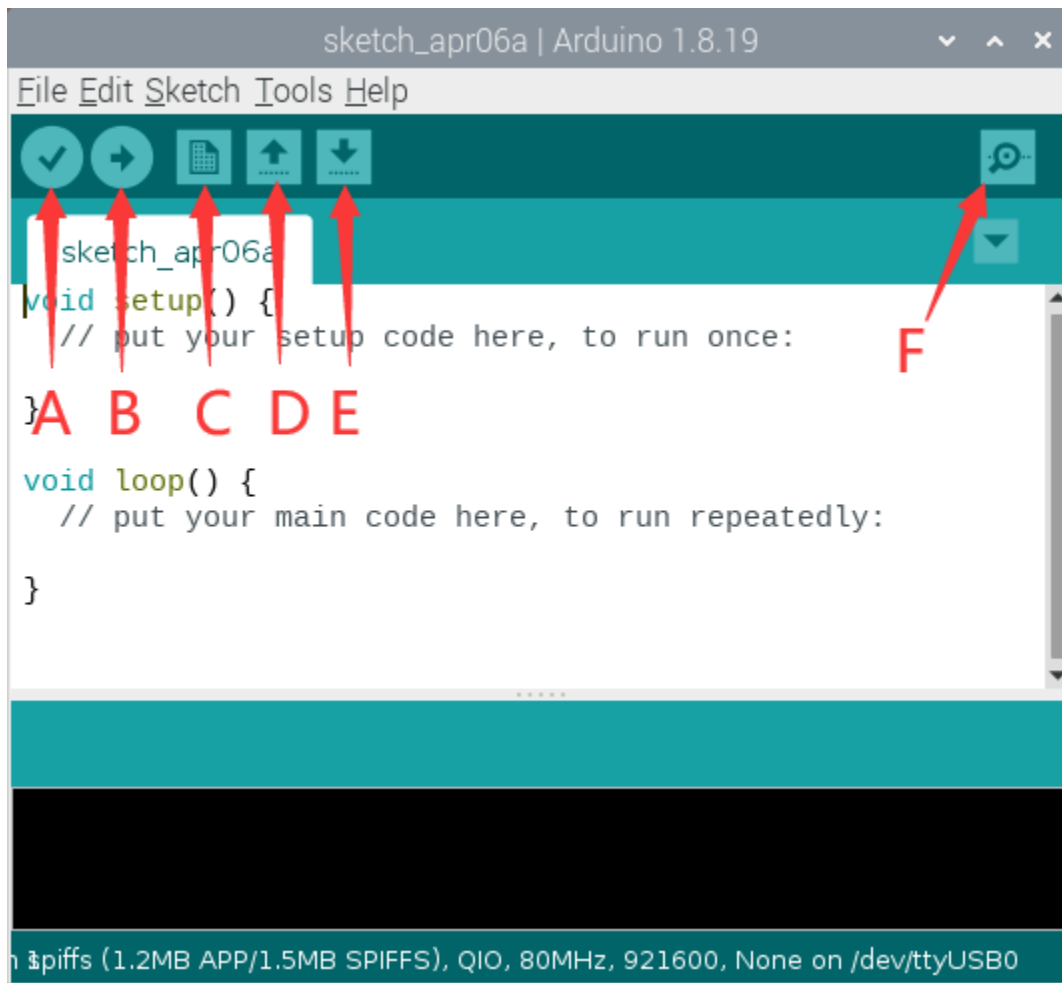 sketch_apr06a | Arduino 1.8.19
File Edit Sketch Tools Help
sketch_apr06a
void setup() {
// put your setup code here, to run once:
F
}
A B C D E
void loop() {
// put your main code here, to run repeatedly:
}
spiffs (1.2MB APP/1.5MB SPIFFS), QIO, 80MHz, 921600, None on /dev/ttyUSB0